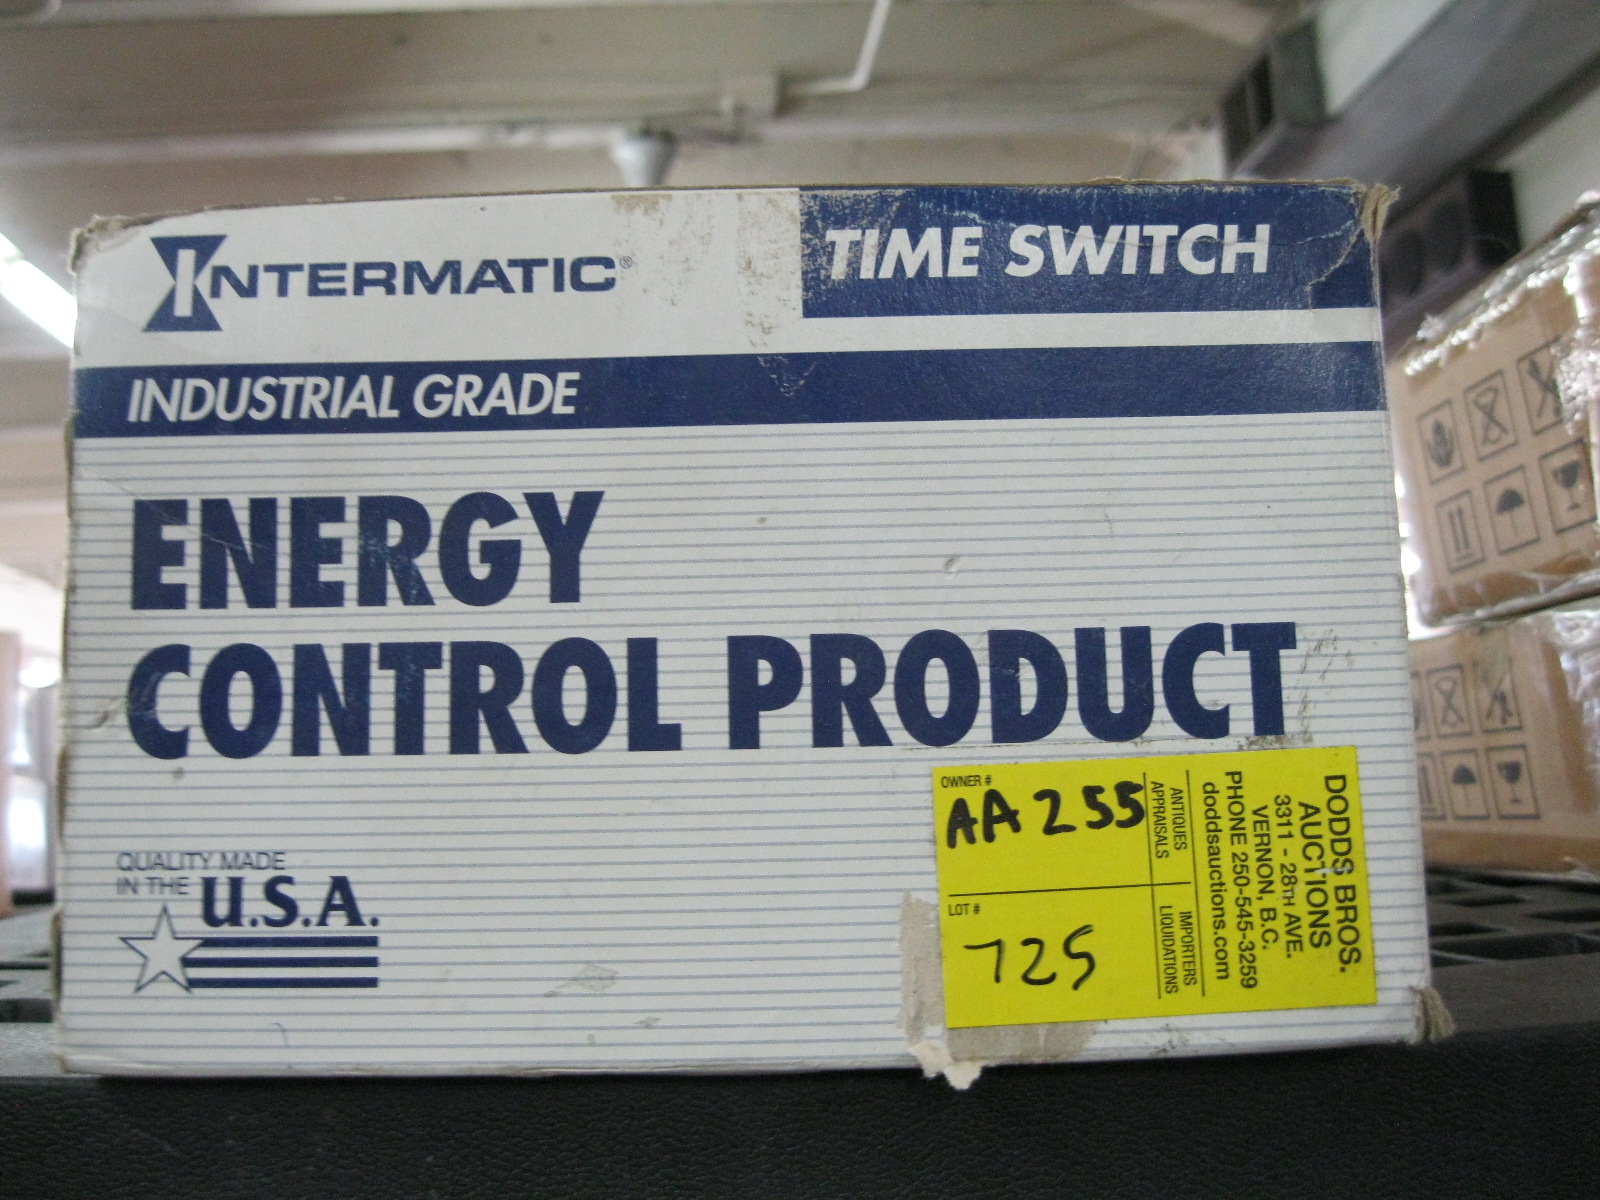 INTERMATIC®
TIME SWITCH
INDUSTRIAL GRADE
ENERGY
CONTROL PRODUCT
QUALITY MADE
IN THE U.S.A.
OWNER #
AA 255
LOT #
725
ANTIQUES
APPRAISALS
IMPORTERS
LIQUIDATIONS
DODDS BROS.
AUCTIONS
3311 - 28TH AVE.
VERNON, B.C.
PHONE 250-545-3259
doddsauctions.com